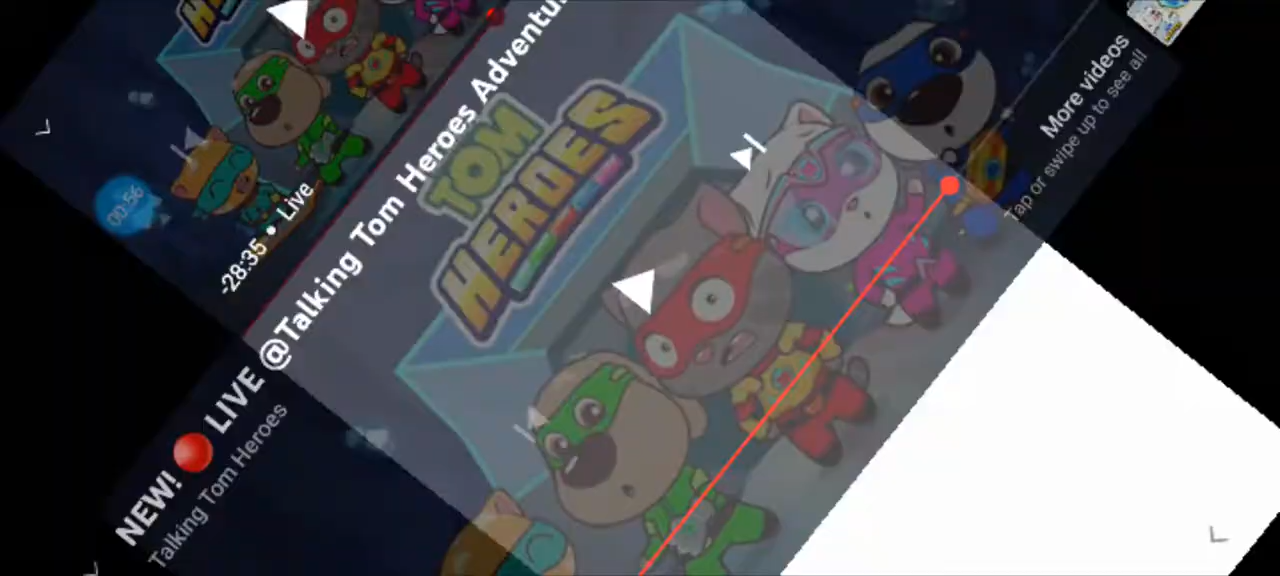 NEW! 🔴 LIVE @Talking Tom Heroes Adventu
Talking Tom Heroes
00:56
-28:35 • Live
TOM
HEROES
More videos
Tap or swipe up to see all